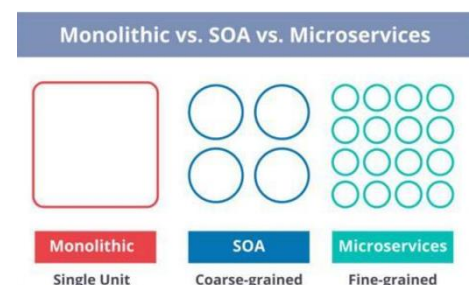 Monolithic vs. SOA vs. Microservices
Monolithic SOA Microservices
Single Unit Coarse-grained Fine-grained